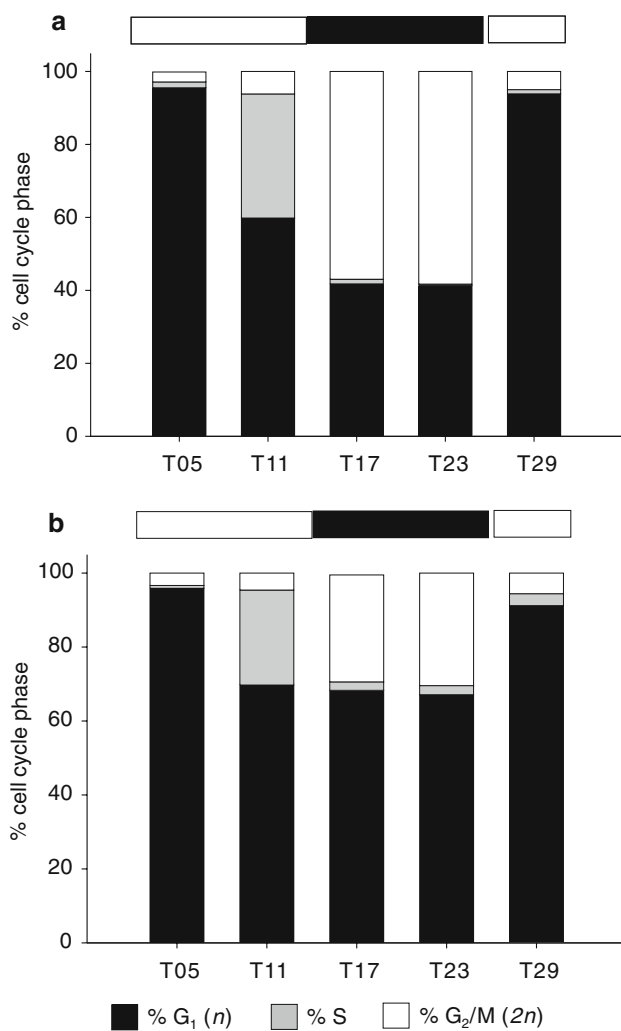 a
100
80
60
40
20
0
% cell cycle phase
T05 T11 T17 T23 T29
b
100
80
60
40
20
0
% cell cycle phase
T05 T11 T17 T23 T29
% G₁ (n) % S % G₂/M (2n)